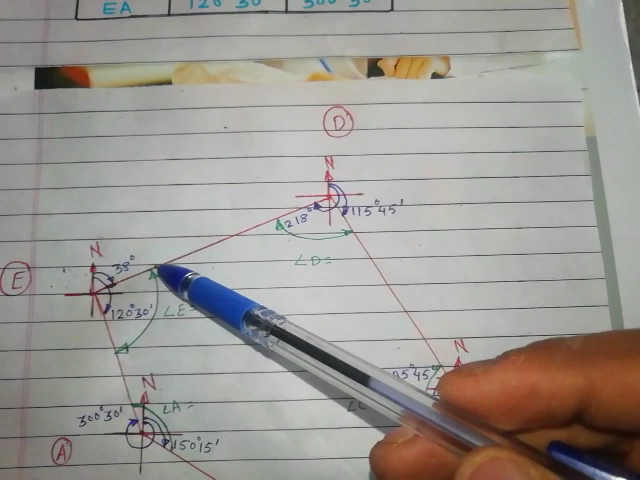 EA 120° 30' 300° 30'
D
N
218° 115°45'
∠D=
N
E 38°
120°30' ∠E=
N
N
300°30' ∠A=
A 150°15'